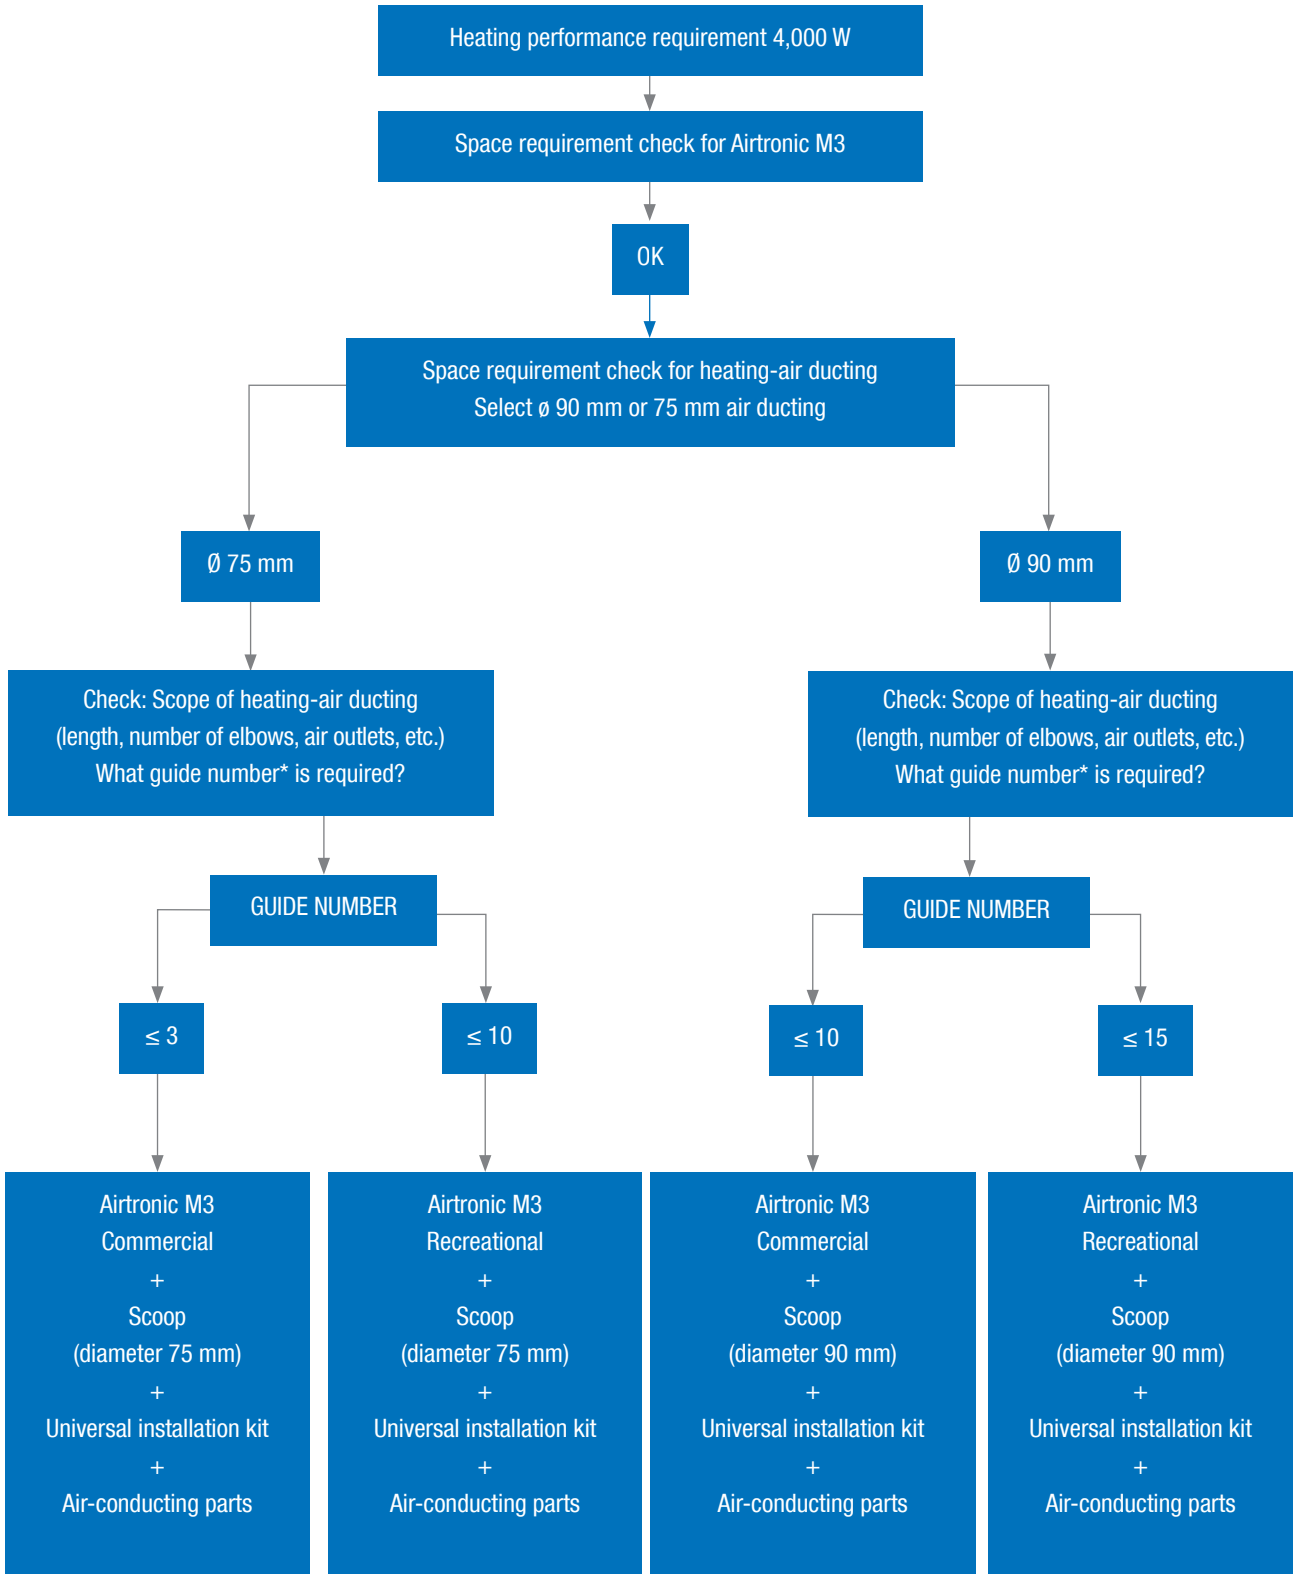 Heating performance requirement 4,000 W
Space requirement check for Airtronic M3
OK
Space requirement check for heating-air ducting
Select ø 90 mm or 75 mm air ducting
Ø 75 mm
Ø 90 mm
Check: Scope of heating-air ducting
(length, number of elbows, air outlets, etc.)
What guide number* is required?
Check: Scope of heating-air ducting
(length, number of elbows, air outlets, etc.)
What guide number* is required?
GUIDE NUMBER
GUIDE NUMBER
≤ 3
≤ 10
≤ 10
≤ 15
Airtronic M3
Commercial
+
Scoop
(diameter 75 mm)
+
Universal installation kit
+
Air-conducting parts
Airtronic M3
Recreational
+
Scoop
(diameter 75 mm)
+
Universal installation kit
+
Air-conducting parts
Airtronic M3
Commercial
+
Scoop
(diameter 90 mm)
+
Universal installation kit
+
Air-conducting parts
Airtronic M3
Recreational
+
Scoop
(diameter 90 mm)
+
Universal installation kit
+
Air-conducting parts